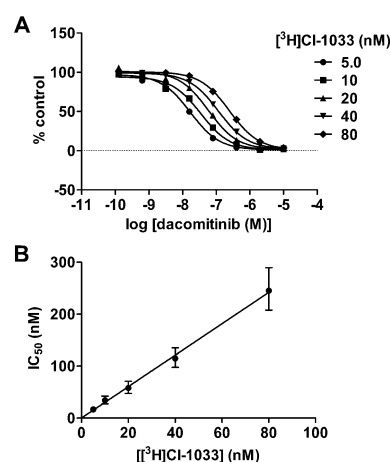 A
[³H]CI-1033 (nM)
5.0
10
20
40
80
% control
150
100
50
0
-50
-11 -10 -9 -8 -7 -6 -5 -4
log [dacomitinib (M)]
B
IC₅₀ (nM)
300
200
100
0
0 20 40 60 80 100
[[³H]CI-1033] (nM)